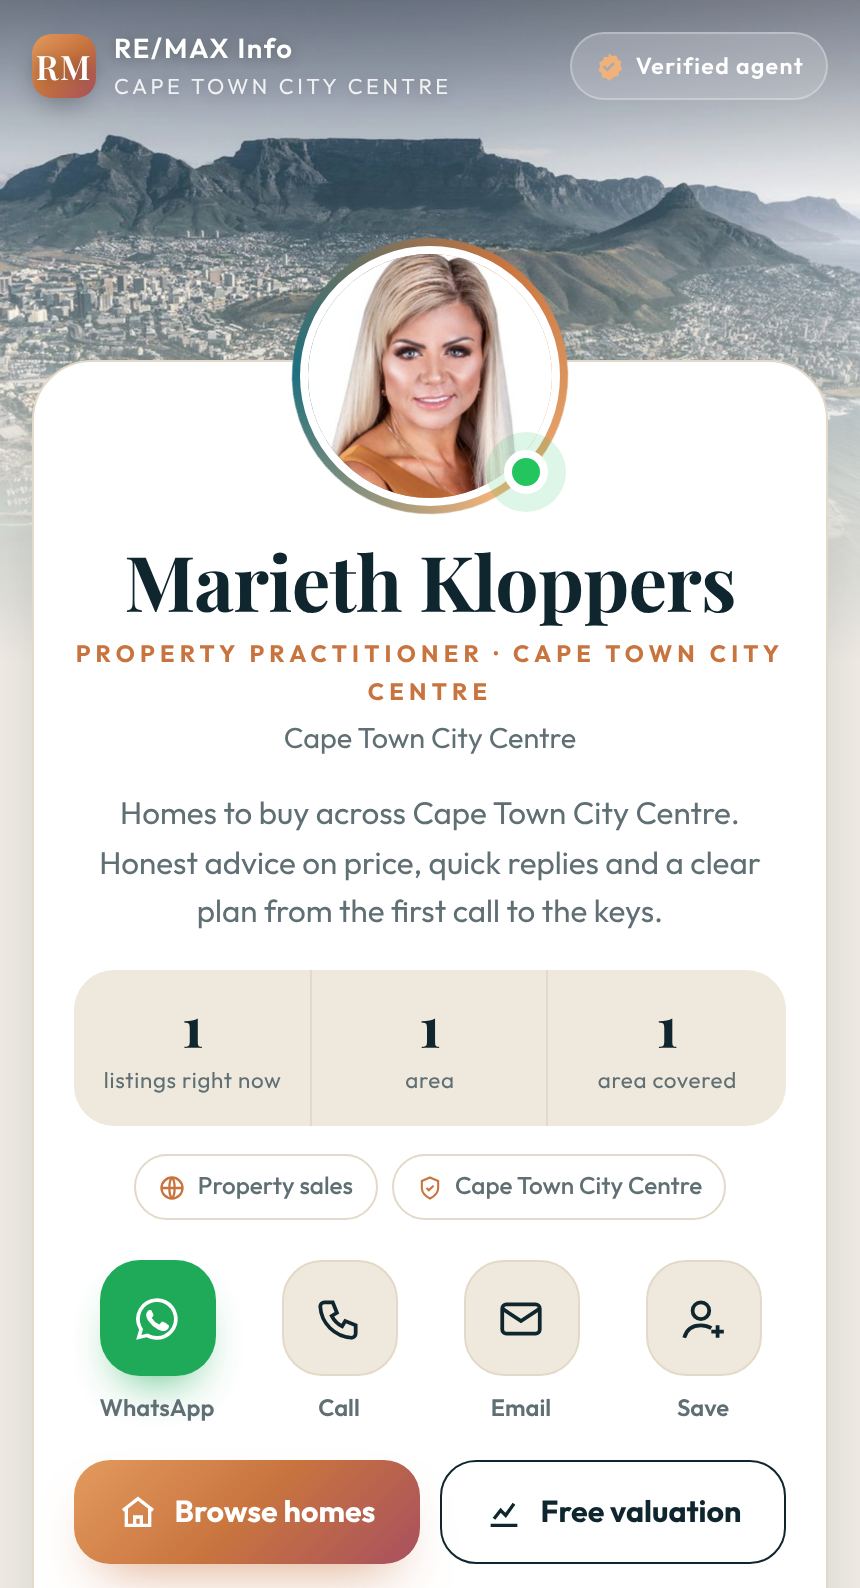 RM
RE/MAX Info
CAPE TOWN CITY CENTRE
Verified agent
Marieth Kloppers
PROPERTY PRACTITIONER · CAPE TOWN CITY
CENTRE
Cape Town City Centre
Homes to buy across Cape Town City Centre.
Honest advice on price, quick replies and a clear
plan from the first call to the keys.
1
listings right now
1
area
1
area covered
Property sales
Cape Town City Centre
WhatsApp
Call
Email
Save
Browse homes
Free valuation